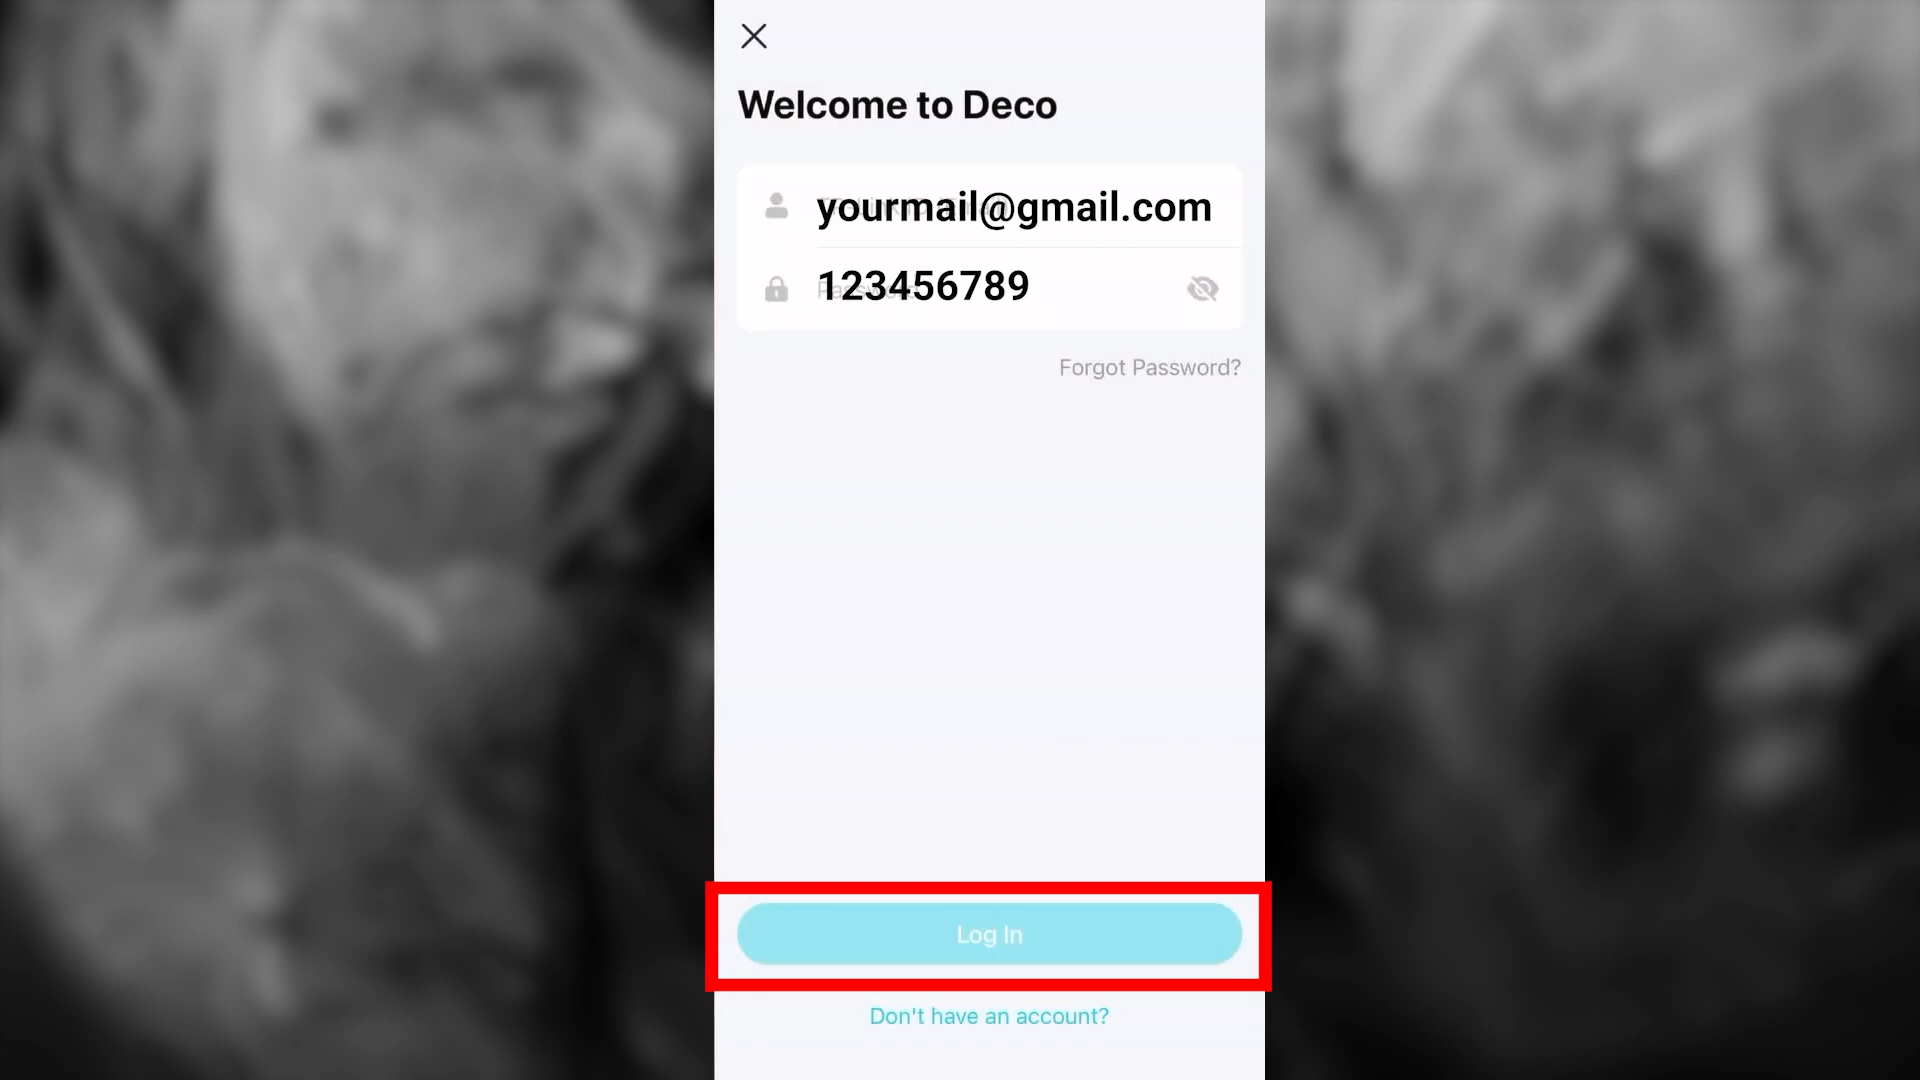 Welcome to Deco
yourmail@gmail.com
123456789
Forgot Password?
Log In
Don't have an account?